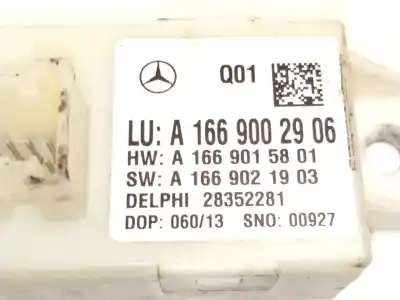 Q01
LU: A 166 900 29 06
HW: A 166 901 58 01
SW: A 166 902 19 03
DELPHI 28352281
DOP: 060/13 SNO: 00927